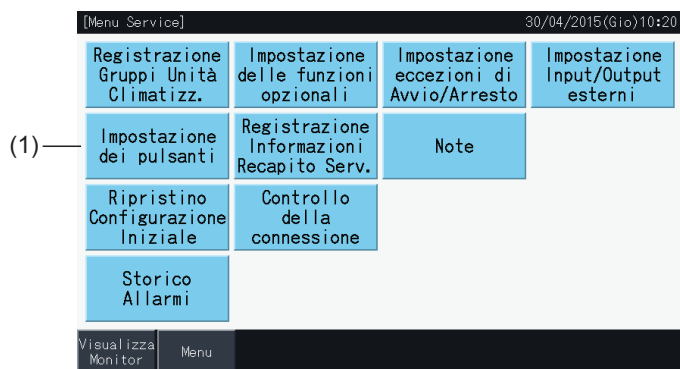 [Menu Service] 30/04/2015(Gio)10:20
Registrazione
Gruppi Unità
Climatizz.
Impostazione
delle funzioni
opzionali
Impostazione
eccezioni di
Avvio/Arresto
Impostazione
Input/Output
esterni
(1)
Impostazione
dei pulsanti
Registrazione
Informazioni
Recapito Serv.
Note
Ripristino
Configurazione
Iniziale
Controllo
della
connessione
Storico
Allarmi
Visualizza
Monitor
Menu